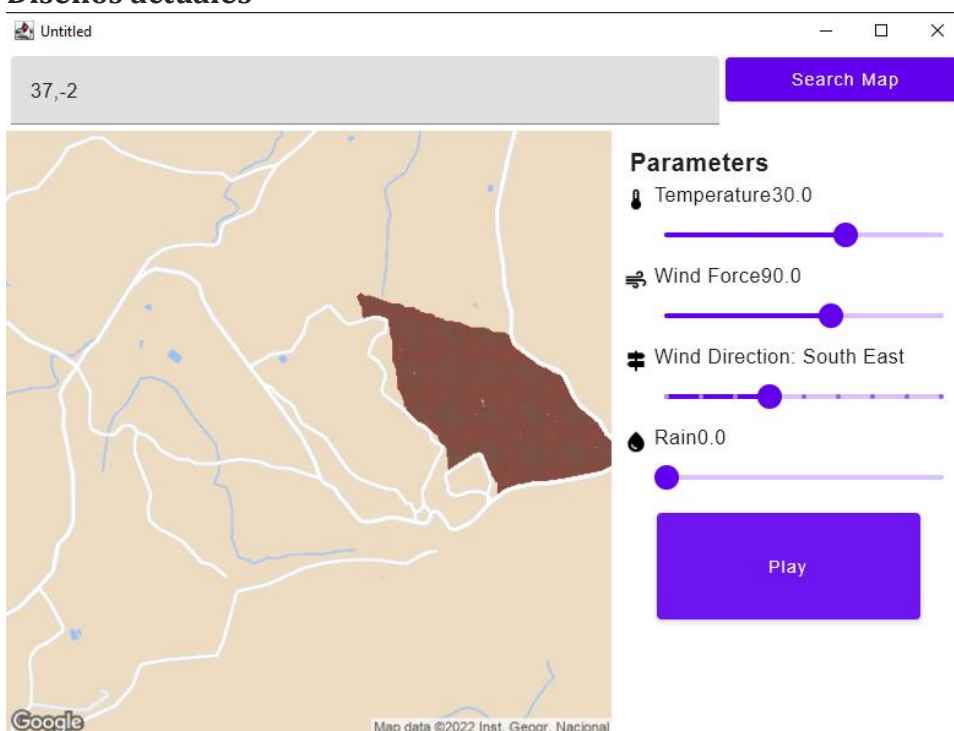 Diseños actuales
Untitled
37,-2
Search Map
Parameters
Temperature30.0
Wind Force90.0
Wind Direction: South East
Rain0.0
Play
Google
Map data ©2022 Inst. Geogr. Nacional